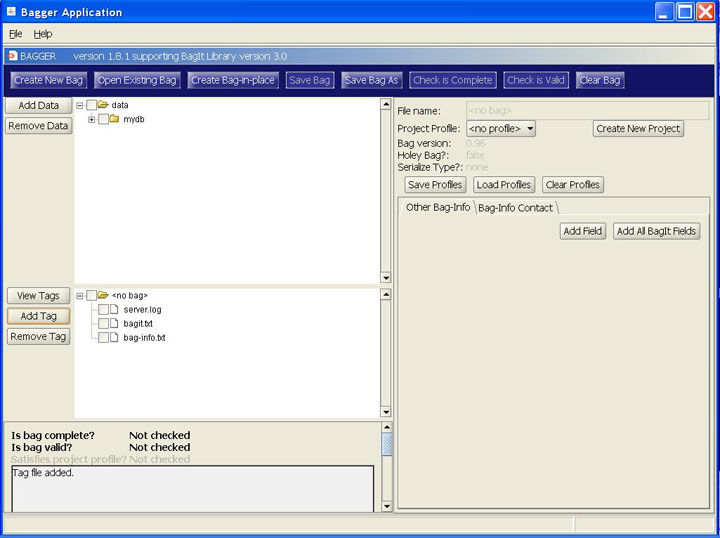 Bagger Application
File Help
BAGGER version 1.8.1 supporting BagIt Library version 3.0
Create New Bag Open Existing Bag Create Bag-in-place Save Bag Save Bag As Check is Complete Check is Valid Clear Bag
Add Data
Remove Data
data
mydb
File name: <no bag>
Project Profile: <no profile> Create New Project
Bag version: 0.96
Holey Bag?: false
Serialize Type?: none
Save Profiles Load Profiles Clear Profiles
Other Bag-Info Bag-Info Contact
Add Field Add All BagIt Fields
View Tags
Add Tag
Remove Tag
<no bag>
server.log
bagit.txt
bag-info.txt
Is bag complete? Not checked
Is bag valid? Not checked
Satisfies project profile? Not checked
Tag file added.